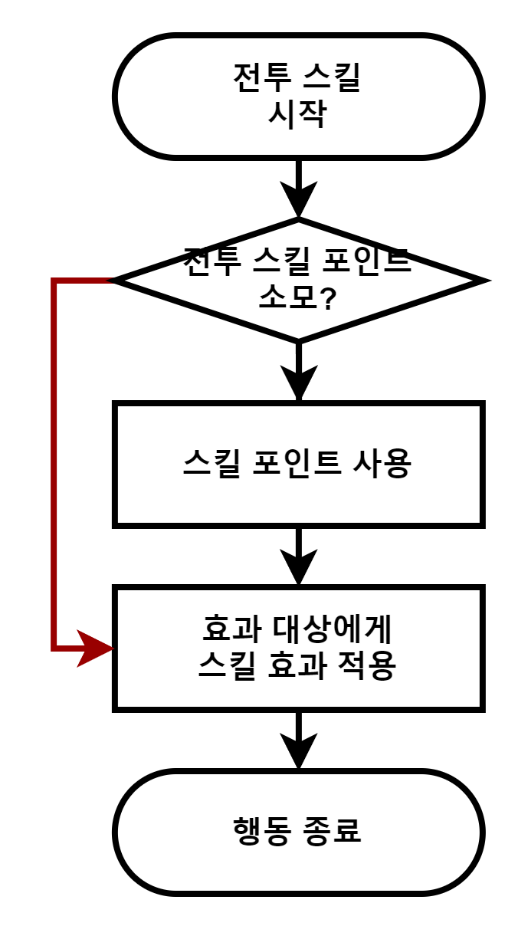 전투 스킬
시작
전투 스킬 포인트
소모?
스킬 포인트 사용
효과 대상에게
스킬 효과 적용
행동 종료